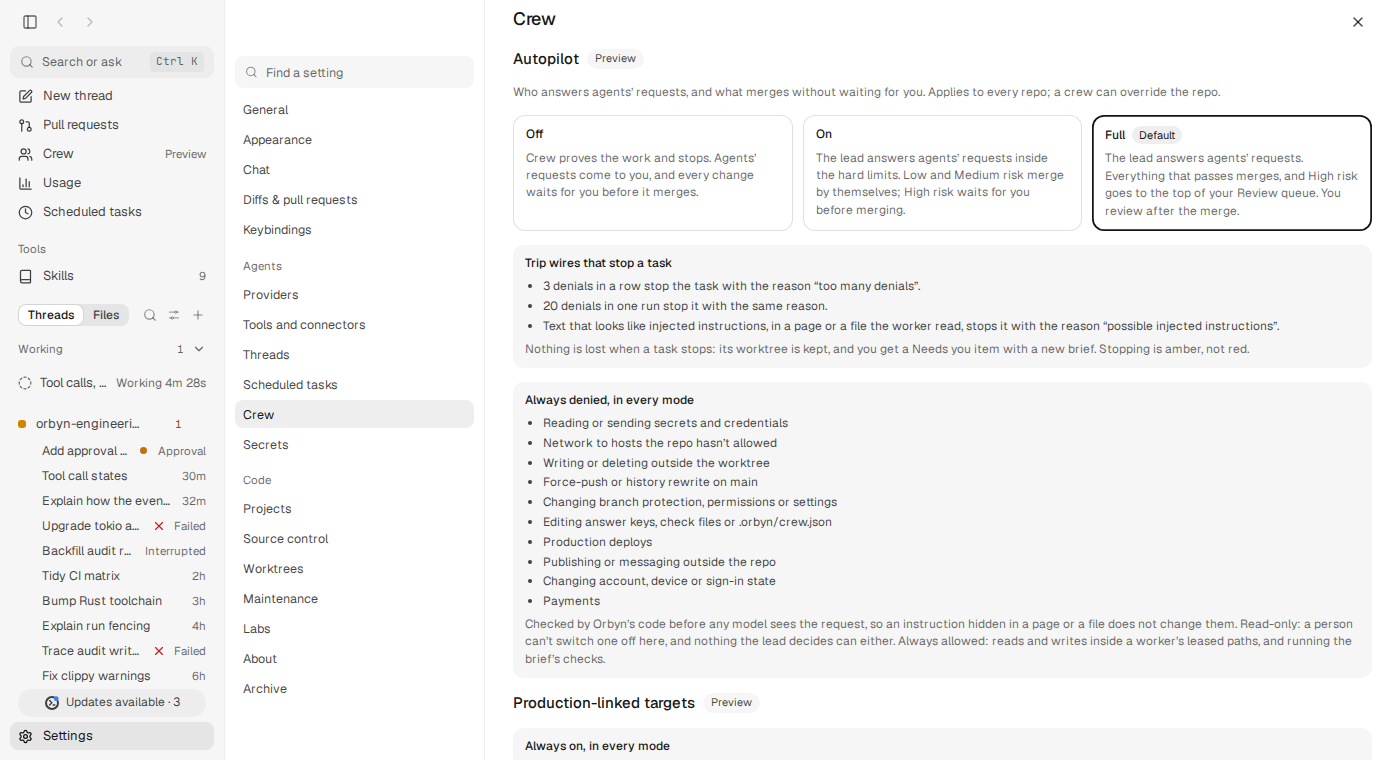 Search or ask Ctrl K
New thread
Pull requests
Crew Preview
Usage
Scheduled tasks
Tools
Skills 9
Threads Files
Working 1
Tool calls, ... Working 4m 28s
orbyn-engineeri... 1
Add approval ... Approval
Tool call states 30m
Explain how the even... 32m
Upgrade tokio a... Failed
Backfill audit r... Interrupted
Tidy CI matrix 2h
Bump Rust toolchain 3h
Explain run fencing 4h
Trace audit writ... Failed
Fix clippy warnings 6h
Updates available · 3
Settings
Find a setting
General
Appearance
Chat
Diffs & pull requests
Keybindings
Agents
Providers
Tools and connectors
Threads
Scheduled tasks
Crew
Secrets
Code
Projects
Source control
Worktrees
Maintenance
Labs
About
Archive
Crew
Autopilot Preview
Who answers agents’ requests, and what merges without waiting for you. Applies to every repo; a crew can override the repo.
Off
Crew proves the work and stops. Agents’
requests come to you, and every change
waits for you before it merges.
On
The lead answers agents’ requests inside
the hard limits. Low and Medium risk merge
by themselves; High risk waits for you
before merging.
Full Default
The lead answers agents’ requests.
Everything that passes merges, and High risk
goes to the top of your Review queue. You
review after the merge.
Trip wires that stop a task
• 3 denials in a row stop the task with the reason “too many denials”.
• 20 denials in one run stop it with the same reason.
• Text that looks like injected instructions, in a page or a file the worker read, stops it with the reason “possible injected instructions”.
Nothing is lost when a task stops: its worktree is kept, and you get a Needs you item with a new brief. Stopping is amber, not red.
Always denied, in every mode
• Reading or sending secrets and credentials
• Network to hosts the repo hasn’t allowed
• Writing or deleting outside the worktree
• Force-push or history rewrite on main
• Changing branch protection, permissions or settings
• Editing answer keys, check files or .orbyn/crew.json
• Production deploys
• Publishing or messaging outside the repo
• Changing account, device or sign-in state
• Payments
Checked by Orbyn’s code before any model sees the request, so an instruction hidden in a page or a file does not change them. Read-only: a person
can’t switch one off here, and nothing the lead decides can either. Always allowed: reads and writes inside a worker’s leased paths, and running the
brief’s checks.
Production-linked targets Preview
Always on, in every mode